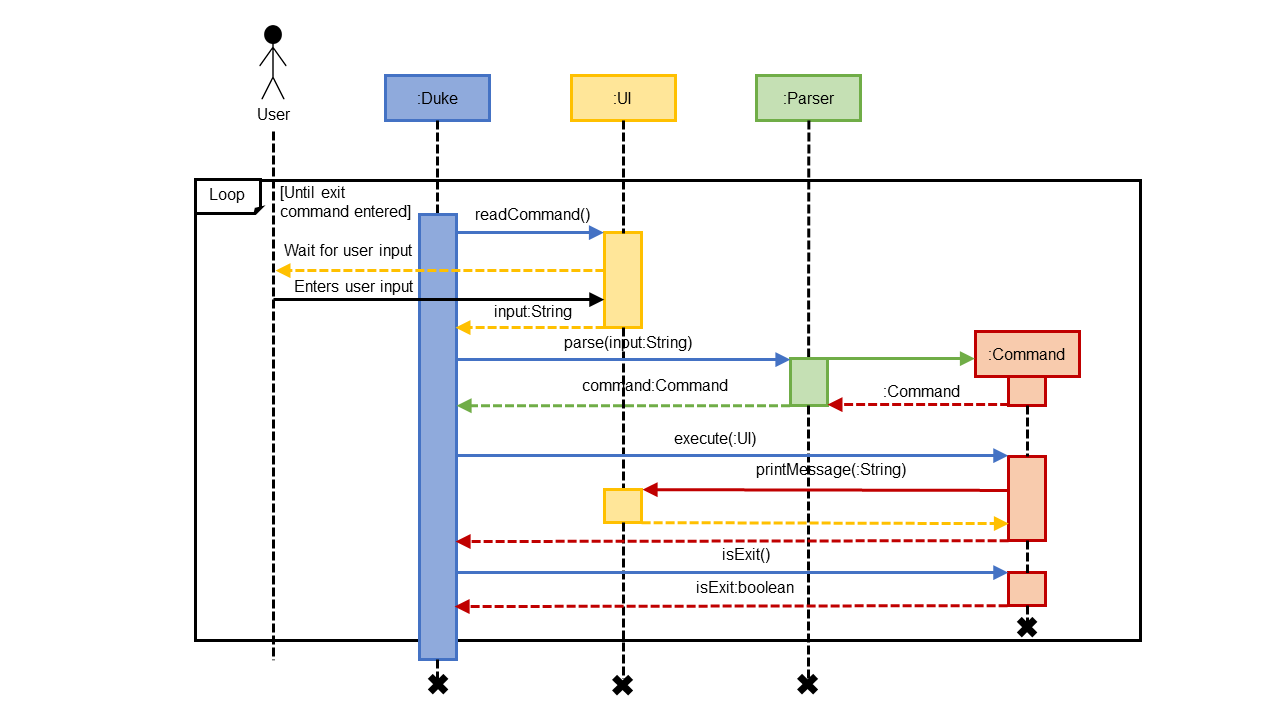 User
:Duke
:UI
:Parser
Loop
[Until exit
command entered]
readCommand()
Wait for user input
Enters user input
input:String
parse(input:String)
:Command
command:Command
:Command
execute(:UI)
printMessage(:String)
isExit()
isExit:boolean